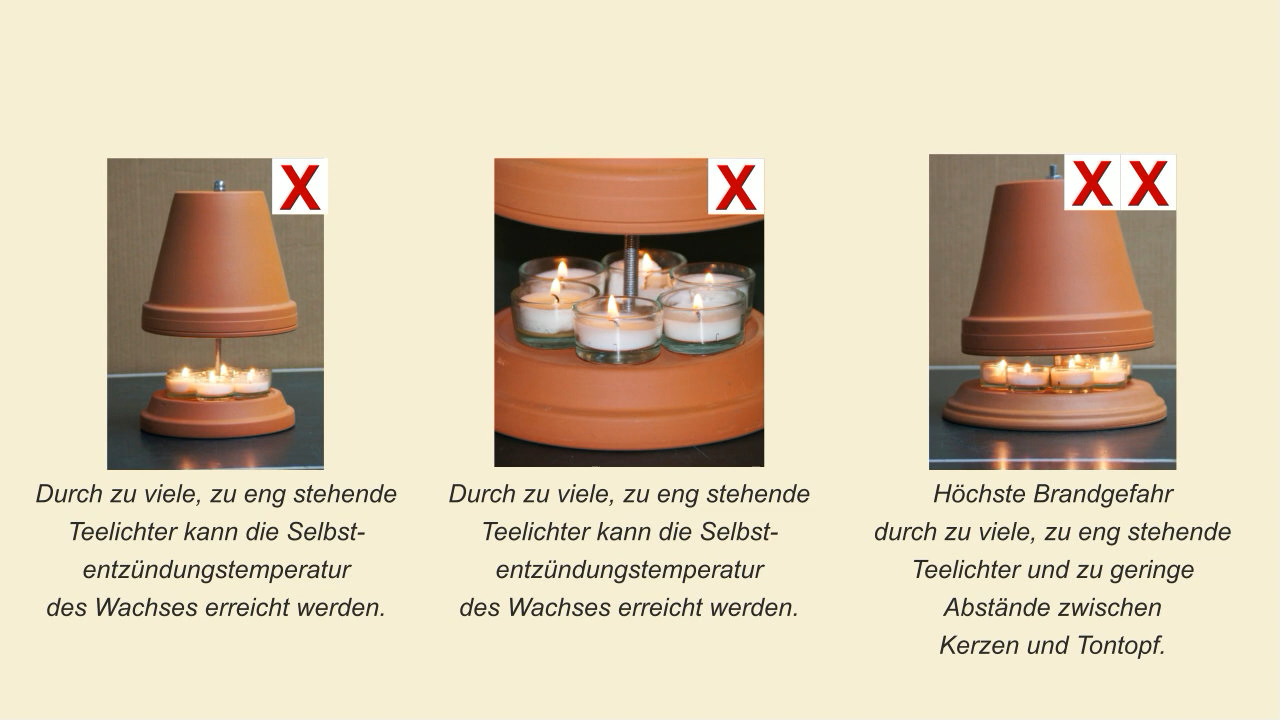 X
Durch zu viele, zu eng stehende
Teelichter kann die Selbst-
entzündungstemperatur
des Wachses erreicht werden.
X
Durch zu viele, zu eng stehende
Teelichter kann die Selbst-
entzündungstemperatur
des Wachses erreicht werden.
X X
Höchste Brandgefahr
durch zu viele, zu eng stehende
Teelichter und zu geringe
Abstände zwischen
Kerzen und Tontopf.